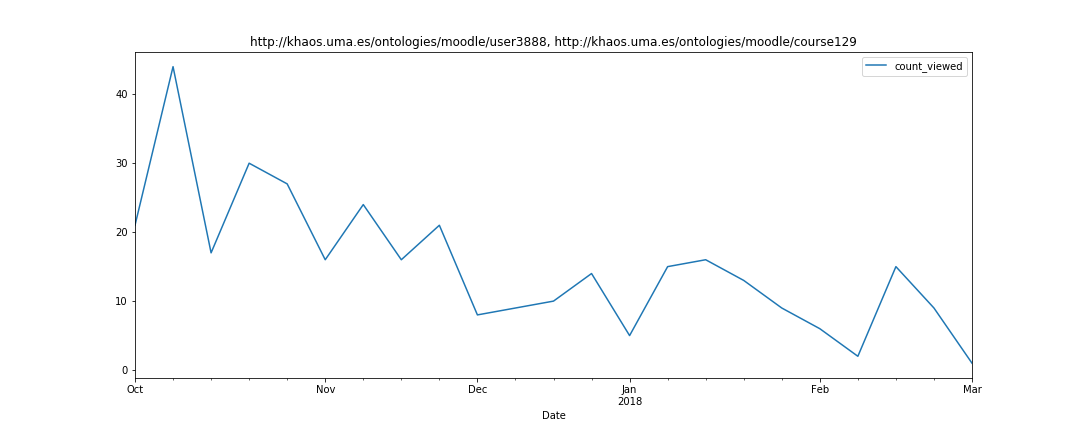 http://khaos.uma.es/ontologies/moodle/user3888, http://khaos.uma.es/ontologies/moodle/course129
count_viewed
40
30
20
10
0
Oct Nov Dec Jan Feb Mar
2018
Date